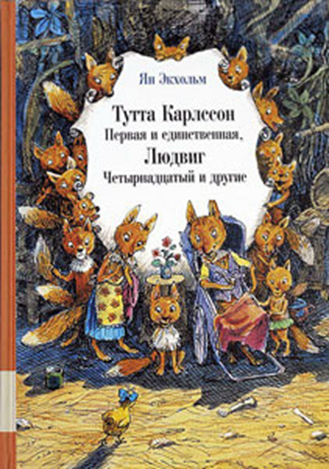 Ян Экхольм
Тутта Карлссон
Первая и единственная,
Людвиг
Четырнадцатый и другие